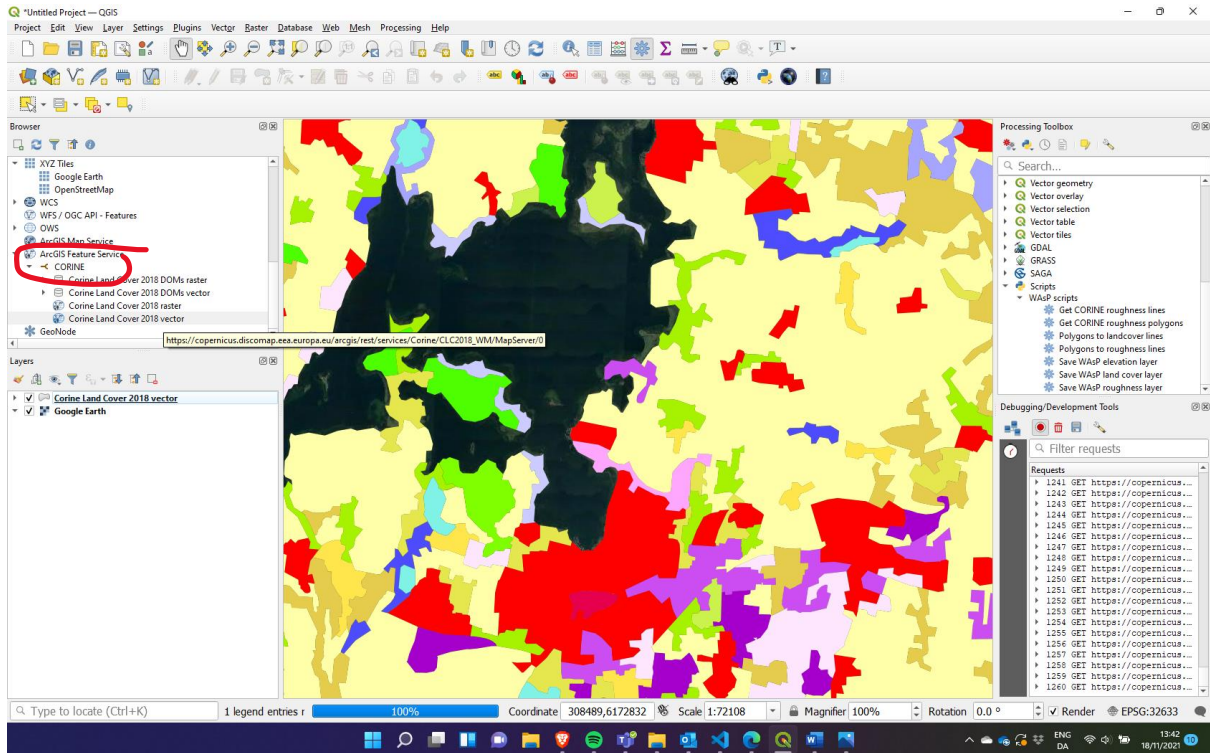 *Untitled Project — QGIS
Project Edit View Layer Settings Plugins Vector Raster Database Web Mesh Processing Help
Browser
XYZ Tiles
Google Earth
OpenStreetMap
WCS
WFS / OGC API - Features
OWS
ArcGIS Map Service
ArcGIS Feature Service
CORINE
Corine Land Cover 2018 DOMs raster
Corine Land Cover 2018 DOMs vector
Corine Land Cover 2018 raster
Corine Land Cover 2018 vector
GeoNode
https://copernicus.discomap.eea.europa.eu/arcgis/rest/services/Corine/CLC2018_WM/MapServer/0
Layers
Corine Land Cover 2018 vector
Google Earth
Processing Toolbox
Search...
Vector geometry
Vector overlay
Vector selection
Vector table
Vector tiles
GDAL
GRASS
SAGA
Scripts
WAsP scripts
Get CORINE roughness lines
Get CORINE roughness polygons
Polygons to landcover lines
Polygons to roughness lines
Save WAsP elevation layer
Save WAsP land cover layer
Save WAsP roughness layer
Debugging/Development Tools
Filter requests
Requests
1241 GET https://copernicus....
1242 GET https://copernicus....
1243 GET https://copernicus....
1244 GET https://copernicus....
1245 GET https://copernicus....
1246 GET https://copernicus....
1247 GET https://copernicus....
1248 GET https://copernicus....
1249 GET https://copernicus....
1250 GET https://copernicus....
1251 GET https://copernicus....
1252 GET https://copernicus....
1253 GET https://copernicus....
1254 GET https://copernicus....
1255 GET https://copernicus....
1256 GET https://copernicus....
1257 GET https://copernicus....
1258 GET https://copernicus....
1259 GET https://copernicus....
1260 GET https://copernicus....
Type to locate (Ctrl+K) 1 legend entries r 100% Coordinate 308489,6172832 Scale 1:72108 Magnifier 100% Rotation 0.0 ° Render EPSG:32633
ENG
DA
13:42
18/11/2021
10